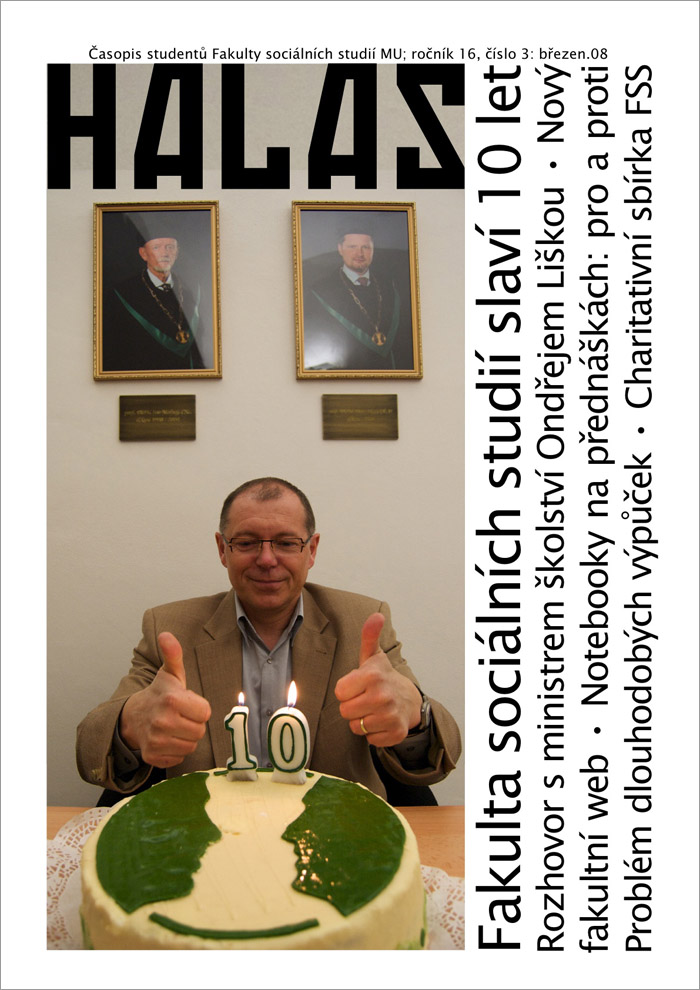 Časopis studentů Fakulty sociálních studií MU; ročník 16, číslo 3: březen.08
HALAS
10
Fakulta sociálních studií slaví 10 let
Rozhovor s ministrem školství Ondřejem Liškou • Nový
fakultní web • Notebooky na přednáškách: pro a proti
Problém dlouhodobých výpůček • Charitativní sbírka FSS